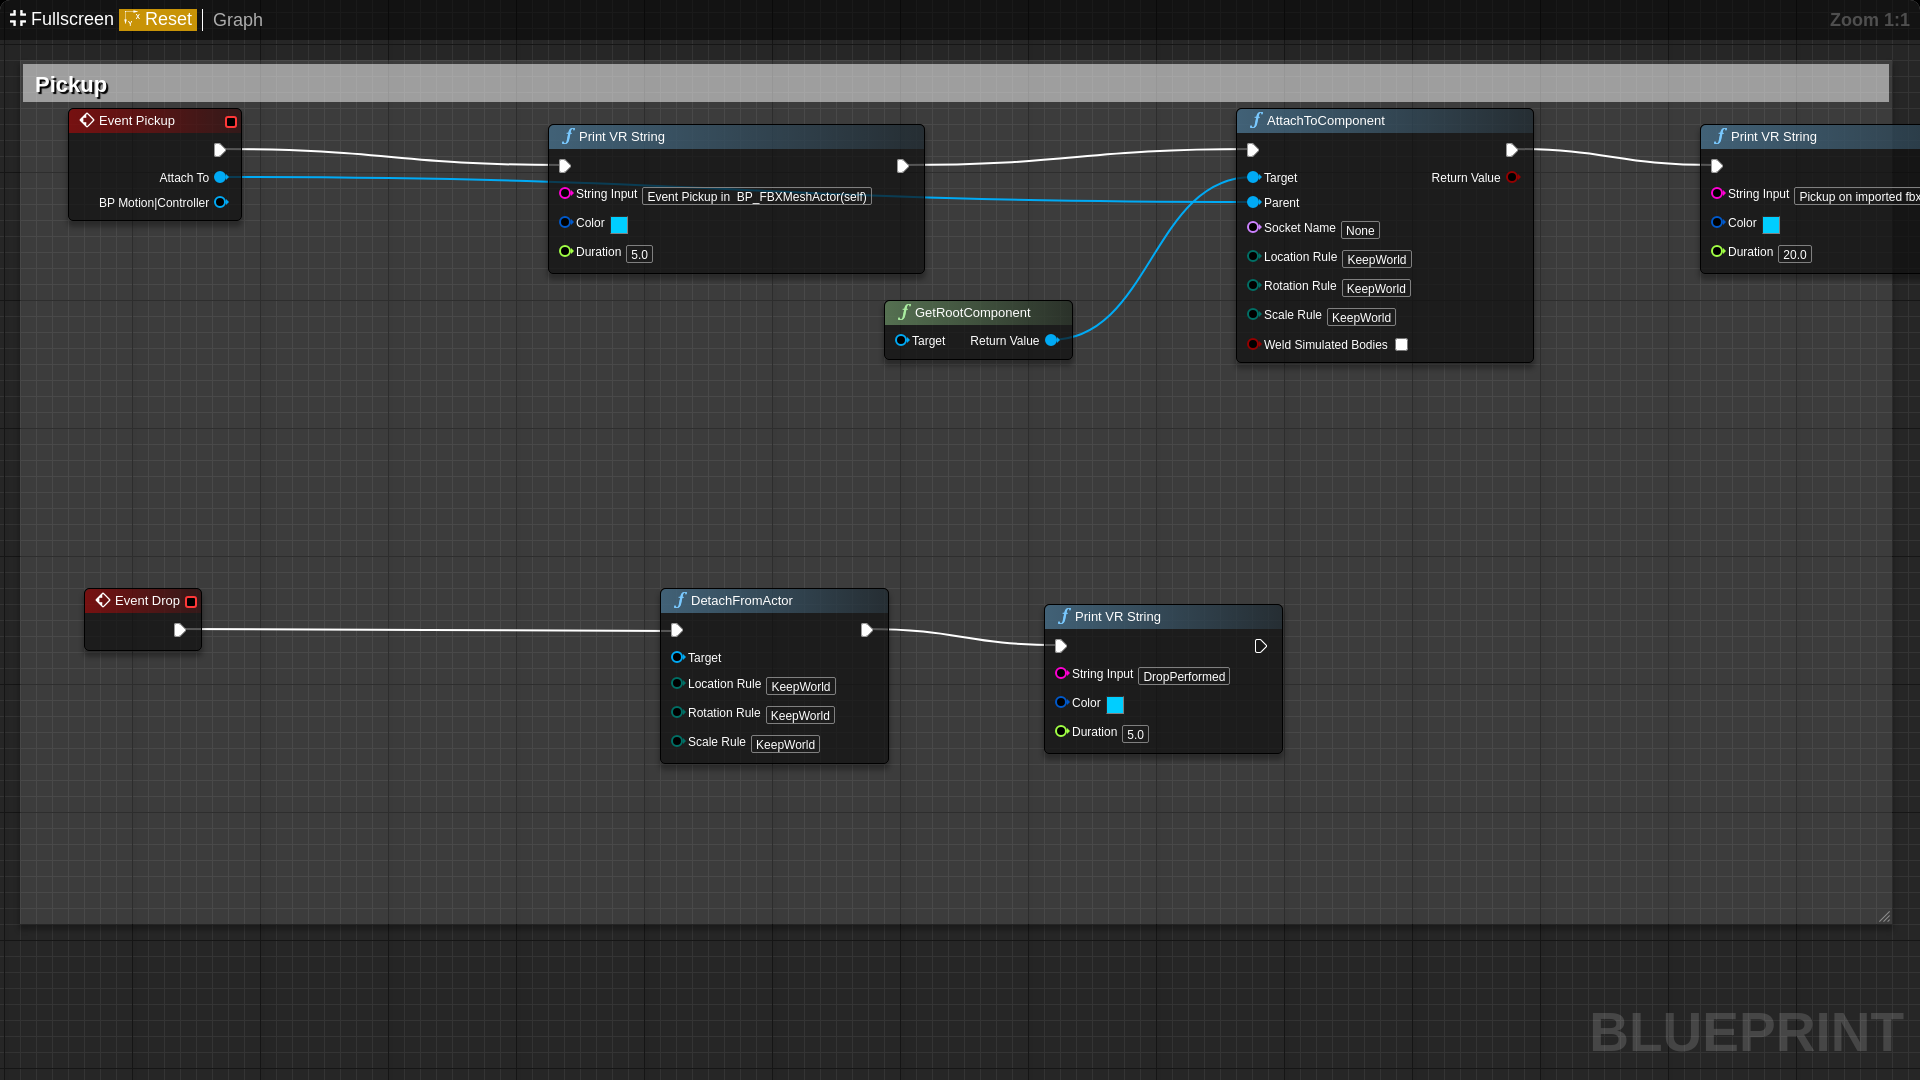 Fullscreen Reset Graph
Zoom 1:1
Pickup
Event Pickup
Attach To
BP Motion|Controller
Print VR String
String Input Event Pickup in BP_FBXMeshActor(self)
Color
Duration 5.0
GetRootComponent
Target Return Value
AttachToComponent
Target Return Value
Parent
Socket Name None
Location Rule KeepWorld
Rotation Rule KeepWorld
Scale Rule KeepWorld
Weld Simulated Bodies
Print VR String
String Input Pickup on imported fbx
Color
Duration 20.0
Event Drop
DetachFromActor
Target
Location Rule KeepWorld
Rotation Rule KeepWorld
Scale Rule KeepWorld
Print VR String
String Input DropPerformed
Color
Duration 5.0
BLUEPRINT